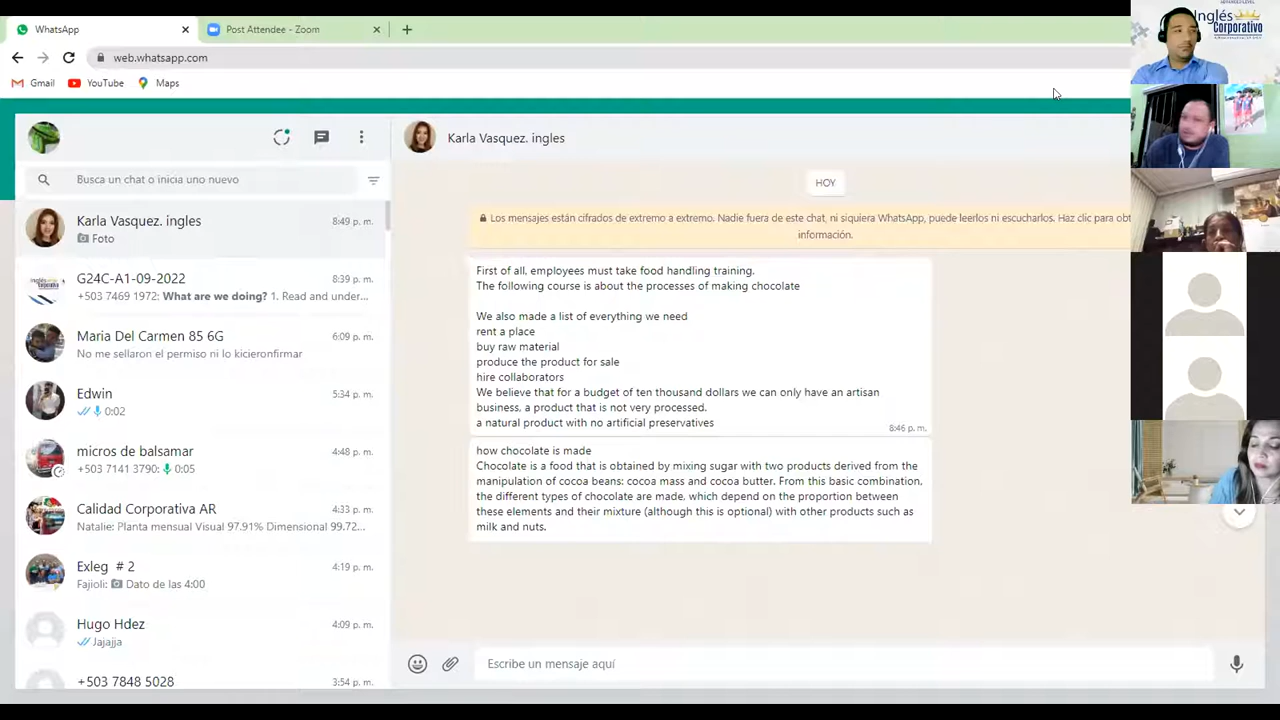 WhatsApp
Post Attendee - Zoom
web.whatsapp.com
Gmail
YouTube
Maps
Inglés
Corporativo
Karla Vasquez. ingles
Busca un chat o inicia uno nuevo
Karla Vasquez. ingles
8:49 p. m.
Foto
G24C-A1-09-2022
8:39 p. m.
+503 7469 1972: What are we doing? 1. Read and under...
Maria Del Carmen 85 6G
6:09 p. m.
No me sellaron el permiso ni lo kicieronfirmar
Edwin
5:34 p. m.
0:02
micros de balsamar
4:48 p. m.
+503 7141 3790: 0:05
Calidad Corporativa AR
4:33 p. m.
Natalie: Planta mensual Visual 97.91% Dimensional 99.72...
Exleg # 2
4:19 p. m.
Fajioli: Dato de las 4:00
Hugo Hdez
4:09 p. m.
Jajajja
+503 7848 5028
3:54 p. m.
HOY
Los mensajes están cifrados de extremo a extremo. Nadie fuera de este chat, ni siquiera WhatsApp, puede leerlos ni escucharlos. Haz clic para obt
información.
First of all, employees must take food handling training.
The following course is about the processes of making chocolate
We also made a list of everything we need
rent a place
buy raw material
produce the product for sale
hire collaborators
We believe that for a budget of ten thousand dollars we can only have an artisan
business, a product that is not very processed.
a natural product with no artificial preservatives
8:46 p. m.
how chocolate is made
Chocolate is a food that is obtained by mixing sugar with two products derived from the
manipulation of cocoa beans: cocoa mass and cocoa butter. From this basic combination,
the different types of chocolate are made, which depend on the proportion between
these elements and their mixture (although this is optional) with other products such as
milk and nuts.
Escribe un mensaje aquí